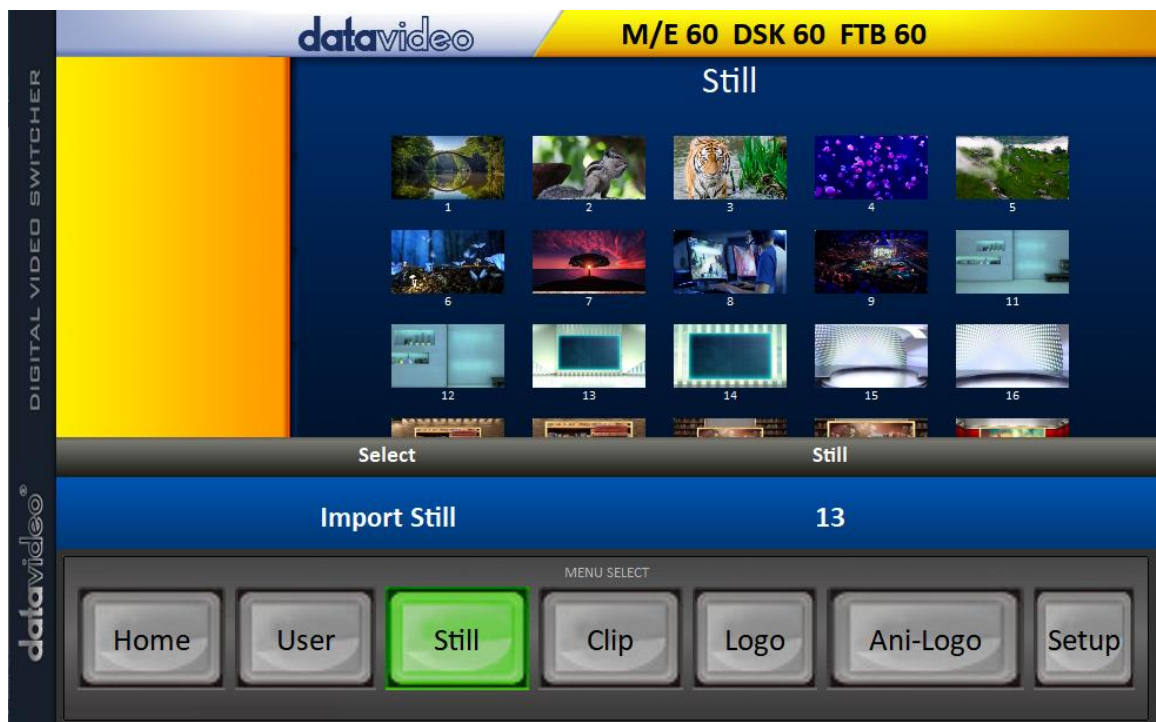 datavideo
M/E 60 DSK 60 FTB 60
DIGITAL VIDEO SWITCHER
Still
1 2 3 4 5
6 7 8 9 11
12 13 14 15 16
Select Still
Import Still 13
datavideo®
MENU SELECT
Home User Still Clip Logo Ani-Logo Setup